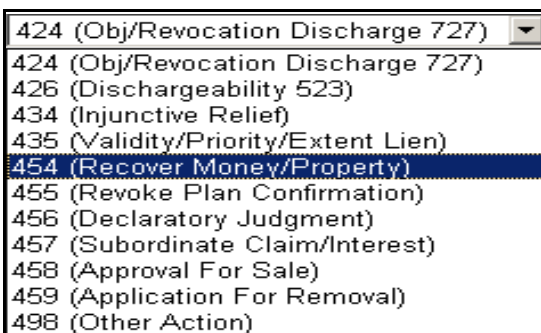 424 (Obj/Revocation Discharge 727)
424 (Obj/Revocation Discharge 727)
426 (Dischargeability 523)
434 (Injunctive Relief)
435 (Validity/Priority/Extent Lien)
454 (Recover Money/Property)
455 (Revoke Plan Confirmation)
456 (Declaratory Judgment)
457 (Subordinate Claim/Interest)
458 (Approval For Sale)
459 (Application For Removal)
498 (Other Action)